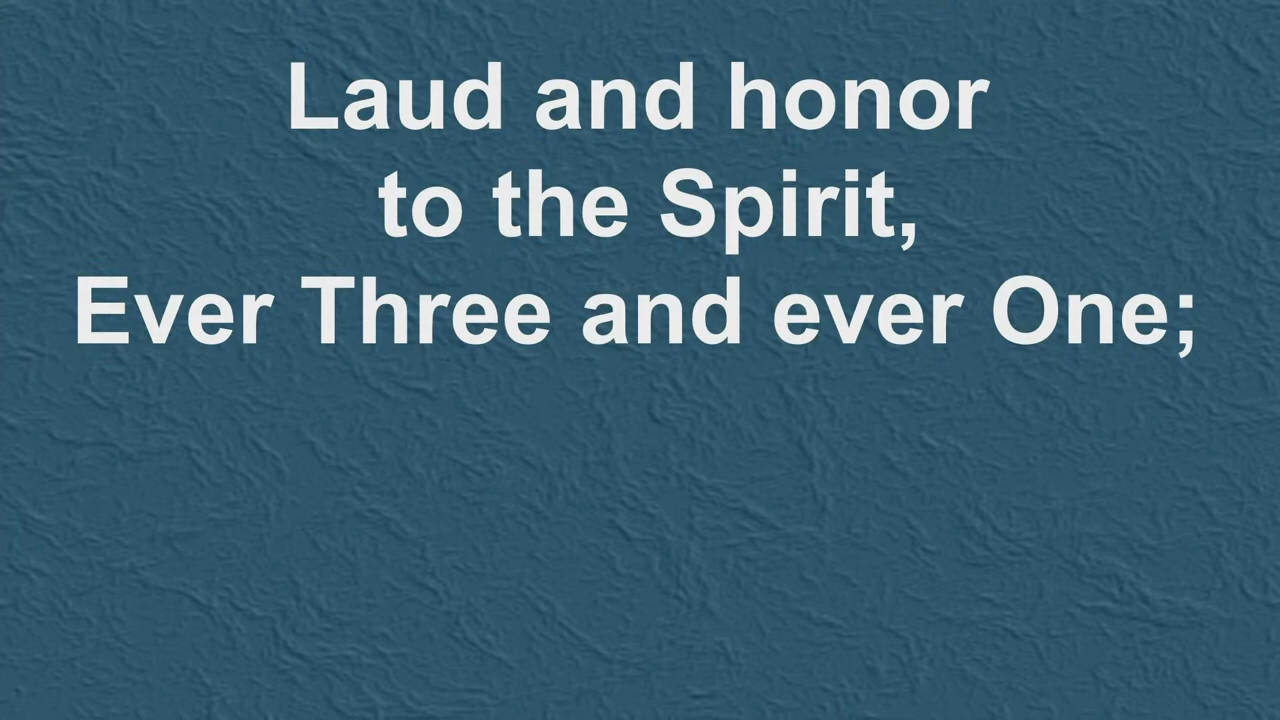 Laud and honor
to the Spirit,
Ever Three and ever One;